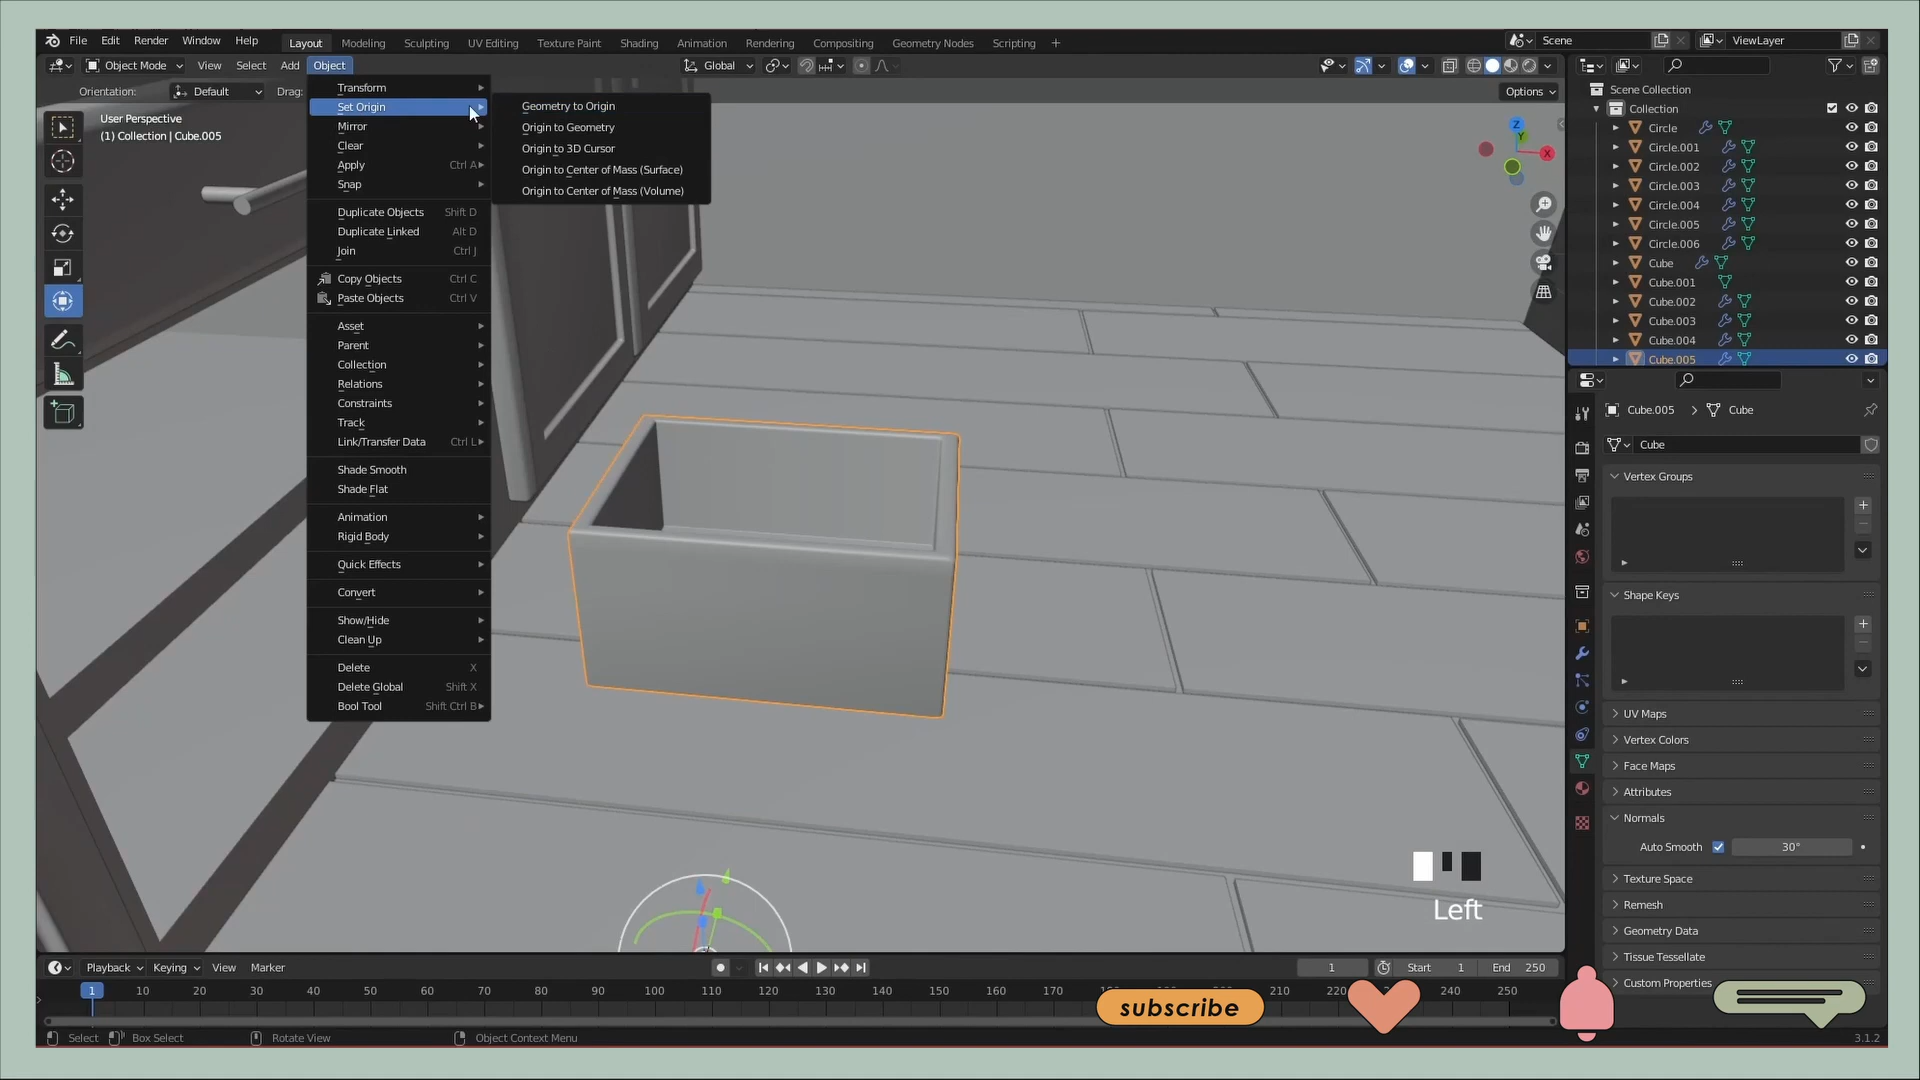 File Edit Render Window Help Layout Modeling Sculpting UV Editing Texture Paint Shading Animation Rendering Compositing Geometry Nodes Scripting + Scene ViewLayer
Object Mode View Select Add Object Global
Orientation: Default Drag: Options
User Perspective
(1) Collection | Cube.005
Transform
Set Origin
Mirror
Clear
Apply Ctrl A
Snap
Duplicate Objects Shift D
Duplicate Linked Alt D
Join Ctrl J
Copy Objects Ctrl C
Paste Objects Ctrl V
Asset
Parent
Collection
Relations
Constraints
Track
Link/Transfer Data Ctrl L
Shade Smooth
Shade Flat
Animation
Rigid Body
Quick Effects
Convert
Show/Hide
Clean Up
Delete X
Delete Global Shift X
Bool Tool Shift Ctrl B
Geometry to Origin
Origin to Geometry
Origin to 3D Cursor
Origin to Center of Mass (Surface)
Origin to Center of Mass (Volume)
Z
Y
X
Left
Scene Collection
Collection
Circle
Circle.001
Circle.002
Circle.003
Circle.004
Circle.005
Circle.006
Cube
Cube.001
Cube.002
Cube.003
Cube.004
Cube.005
Cube.005 Cube
Cube
Vertex Groups
Shape Keys
UV Maps
Vertex Colors
Face Maps
Attributes
Normals
Auto Smooth 30°
Texture Space
Remesh
Geometry Data
Tissue Tessellate
Custom Properties
Playback Keying View Marker 1 Start 1 End 250
1 10 20 30 40 50 60 70 80 90 100 110 120 130 140 150 160 170 220 240 250
subscribe
Select Box Select Rotate View Object Context Menu 3.1.2